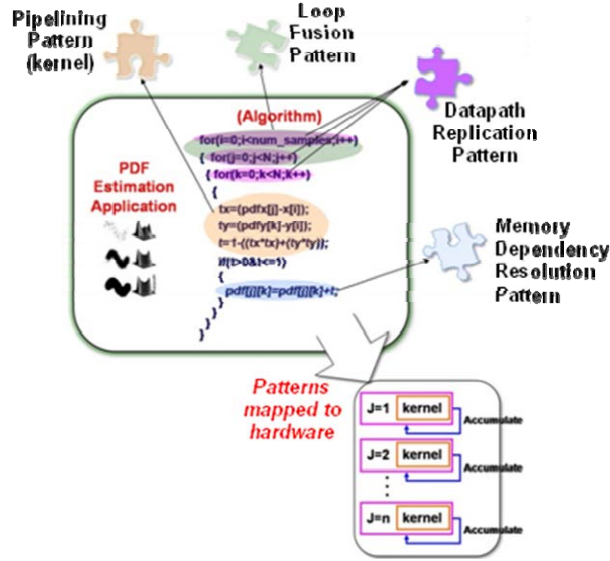 Pipelining
Pattern
(kernel)
Loop
Fusion
Pattern
Datapath
Replication
Pattern
(Algorithm)
for(i=0;i<num_samples;i++)
{ for(j=0;j<N;j++)
{ for(k=0;k<N;k++)
{
tx=(pdfx[j]-x[i]);
ty=(pdfy[k]-y[i]);
t=1-((tx*tx)+(ty*ty));
if(t>0&t<=1)
{
pdf[j][k]=pdf[j][k]+t;
}
}
}
}
PDF
Estimation
Application
Memory
Dependency
Resolution
Pattern
Patterns
mapped to
hardware
J=1 kernel
Accumulate
J=2 kernel
Accumulate
J=n kernel
Accumulate